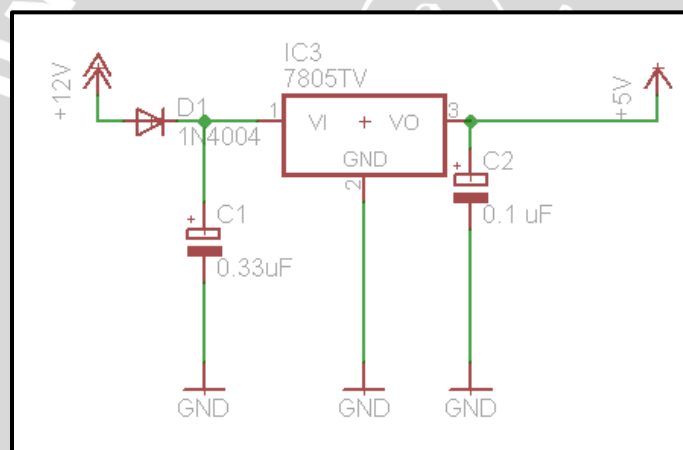 IC3
7805TV
+12V
D1
1N4004
1
VI
VO
3
GND
2
+5V
+
C1
0.33uF
+
C2
0.1 uF
GND
GND
GND